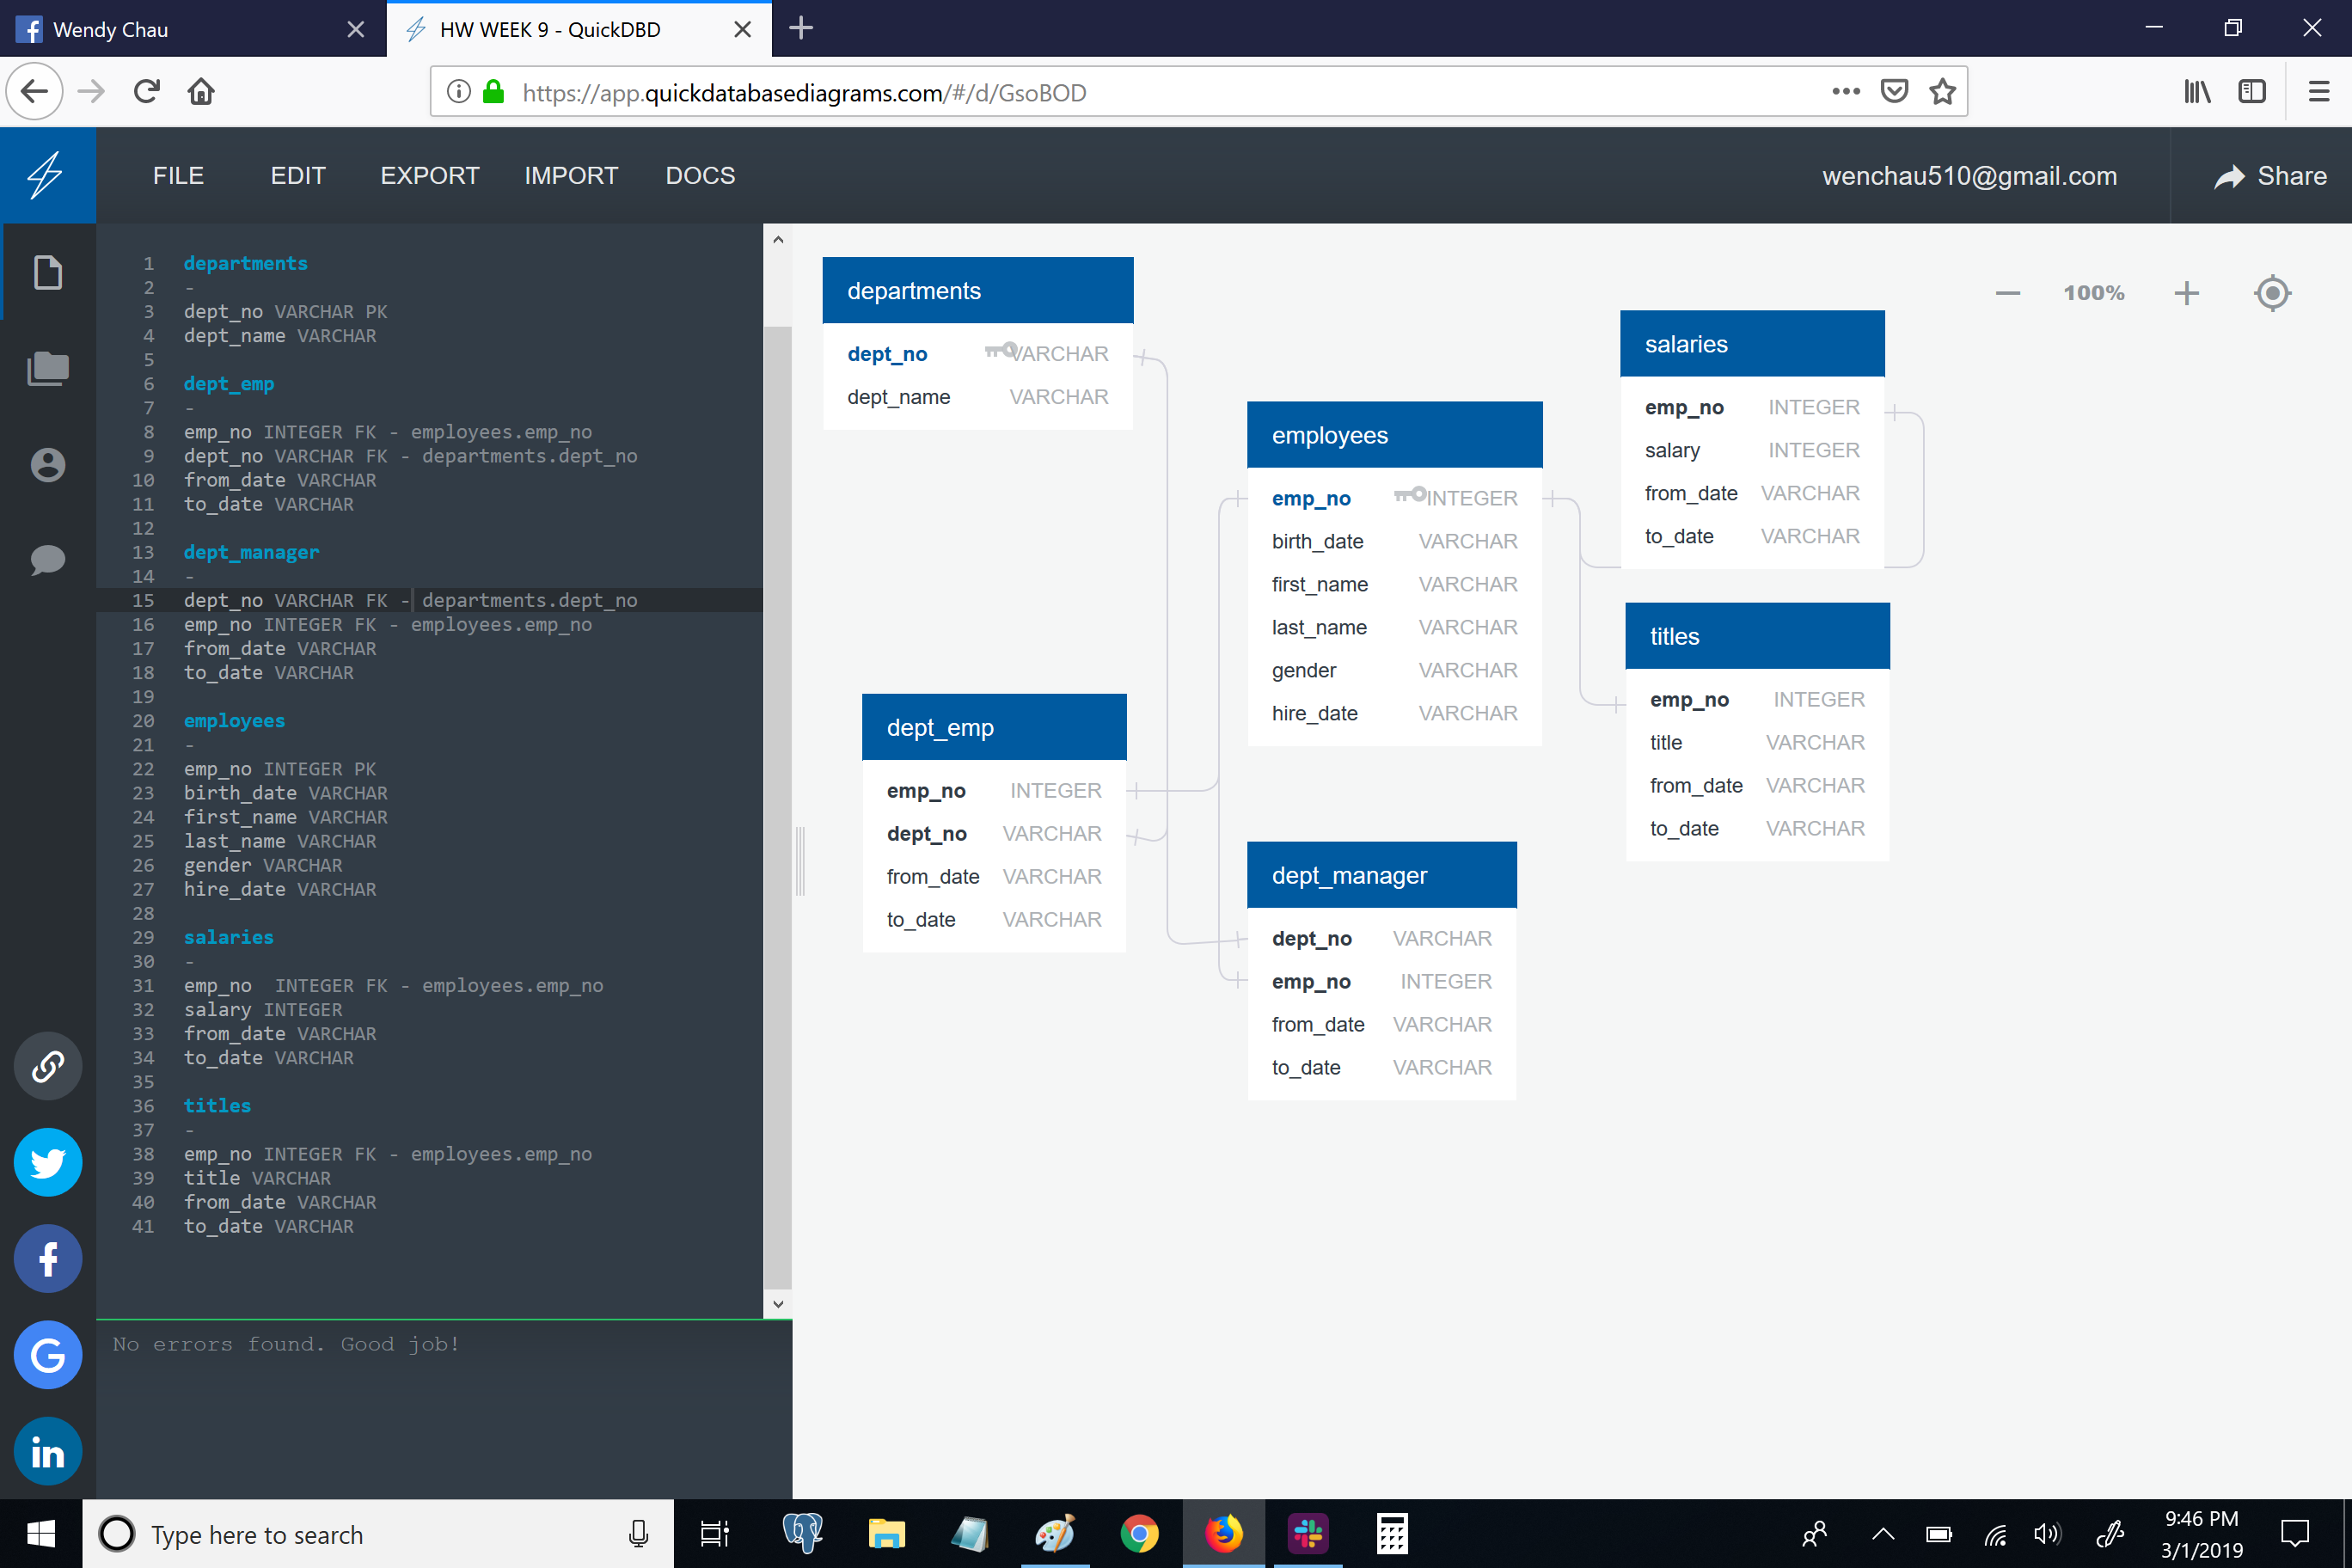 Wendy Chau
HW WEEK 9 - QuickDBD
https://app.quickdatabasediagrams.com/#/d/GsoBOD
FILE EDIT EXPORT IMPORT DOCS
wenchau510@gmail.com
Share
1 departments
2 -
3 dept_no VARCHAR PK
4 dept_name VARCHAR
5
6 dept_emp
7 -
8 emp_no INTEGER FK - employees.emp_no
9 dept_no VARCHAR FK - departments.dept_no
10 from_date VARCHAR
11 to_date VARCHAR
12
13 dept_manager
14 -
15 dept_no VARCHAR FK - departments.dept_no
16 emp_no INTEGER FK - employees.emp_no
17 from_date VARCHAR
18 to_date VARCHAR
19
20 employees
21 -
22 emp_no INTEGER PK
23 birth_date VARCHAR
24 first_name VARCHAR
25 last_name VARCHAR
26 gender VARCHAR
27 hire_date VARCHAR
28
29 salaries
30 -
31 emp_no  INTEGER FK - employees.emp_no
32 salary INTEGER
33 from_date VARCHAR
34 to_date VARCHAR
35
36 titles
37 -
38 emp_no INTEGER FK - employees.emp_no
39 title VARCHAR
40 from_date VARCHAR
41 to_date VARCHAR
No errors found. Good job!
departments
dept_no VARCHAR
dept_name VARCHAR
100%
salaries
emp_no INTEGER
salary INTEGER
from_date VARCHAR
to_date VARCHAR
employees
emp_no INTEGER
birth_date VARCHAR
first_name VARCHAR
last_name VARCHAR
gender VARCHAR
hire_date VARCHAR
titles
emp_no INTEGER
title VARCHAR
from_date VARCHAR
to_date VARCHAR
dept_emp
emp_no INTEGER
dept_no VARCHAR
from_date VARCHAR
to_date VARCHAR
dept_manager
dept_no VARCHAR
emp_no INTEGER
from_date VARCHAR
to_date VARCHAR
Type here to search
9:46 PM
3/1/2019